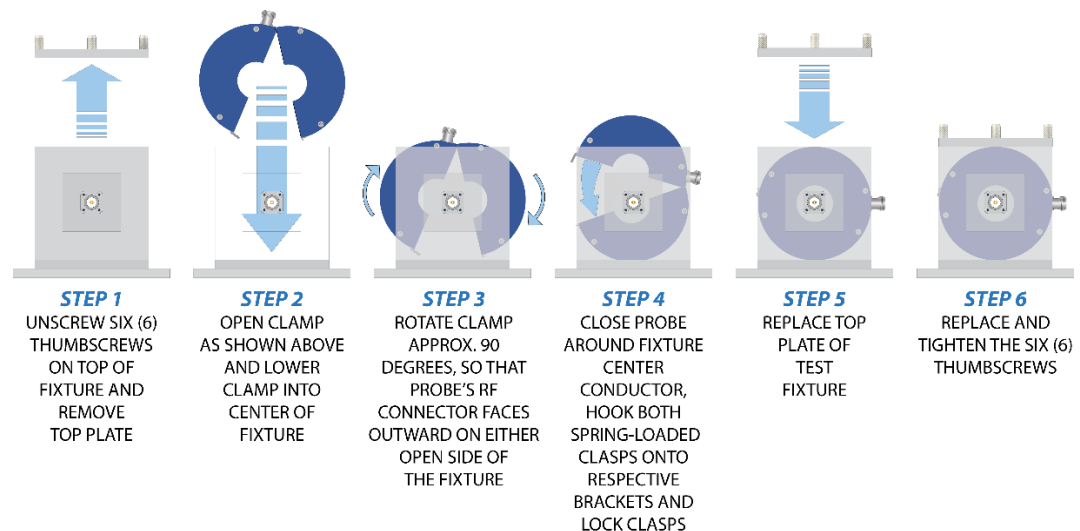 STEP 1
UNSCREW SIX (6)
THUMBSCREWS
ON TOP OF
FIXTURE AND
REMOVE
TOP PLATE
STEP 2
OPEN CLAMP
AS SHOWN ABOVE
AND LOWER
CLAMP INTO
CENTER OF
FIXTURE
STEP 3
ROTATE CLAMP
APPROX. 90
DEGREES, SO THAT
PROBE'S RF
CONNECTOR FACES
OUTWARD ON EITHER
OPEN SIDE OF
THE FIXTURE
STEP 4
CLOSE PROBE
AROUND FIXTURE
CENTER
CONDUCTOR,
HOOK BOTH
SPRING-LOADED
CLASPS ONTO
RESPECTIVE
BRACKETS AND
LOCK CLASPS
STEP 5
REPLACE TOP
PLATE OF
TEST
FIXTURE
STEP 6
REPLACE AND
TIGHTEN THE SIX (6)
THUMBSCREWS